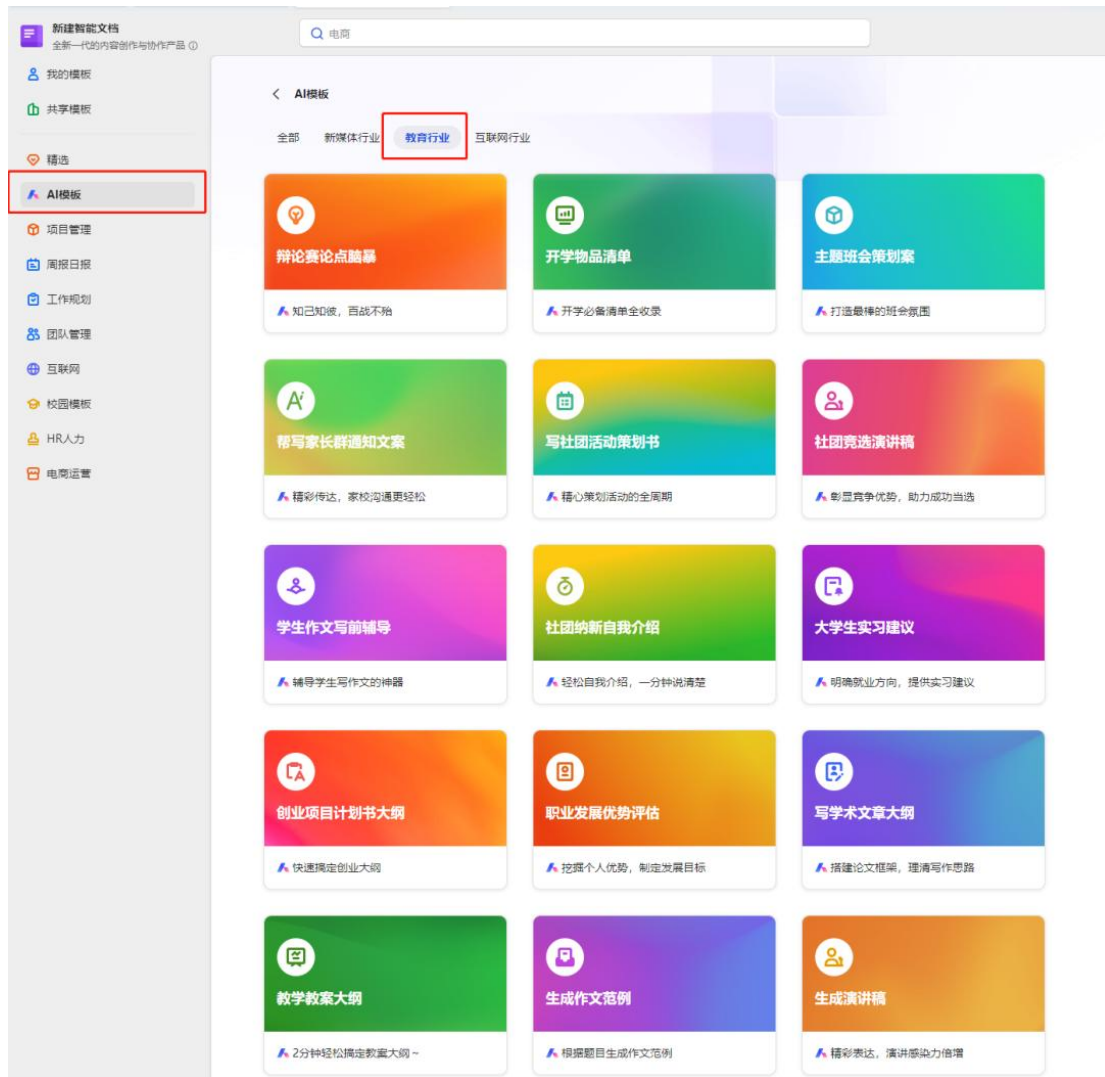 新建智能文档
全新一代的内容创作与协作产品
电商
我的模板
共享模板
精选
AI模板
项目管理
周报日报
工作规划
团队管理
互联网
校园模板
HR人力
电商运营
AI模板
全部 新媒体行业 教育行业 互联网行业
辩论赛论点脑暴
开学物品清单
主题班会策划案
知己知彼，百战不殆
开学必备清单全收录
打造最棒的班会氛围
帮写家长群通知文案
写社团活动策划书
社团竞选演讲稿
精彩传达，家校沟通更轻松
精心策划活动的全周期
彰显竞争优势，助力成功当选
学生作文写前辅导
社团纳新自我介绍
大学生实习建议
辅导学生写作文的神器
轻松自我介绍，一分钟说清楚
明确就业方向，提供实习建议
创业项目计划书大纲
职业发展优势评估
写学术文章大纲
快速搞定创业大纲
挖掘个人优势，制定发展目标
搭建论文框架，理清写作思路
教学教案大纲
生成作文范例
生成演讲稿
2分钟轻松搞定教案大纲~
根据题目生成作文范例
精彩表达，演讲感染力倍增